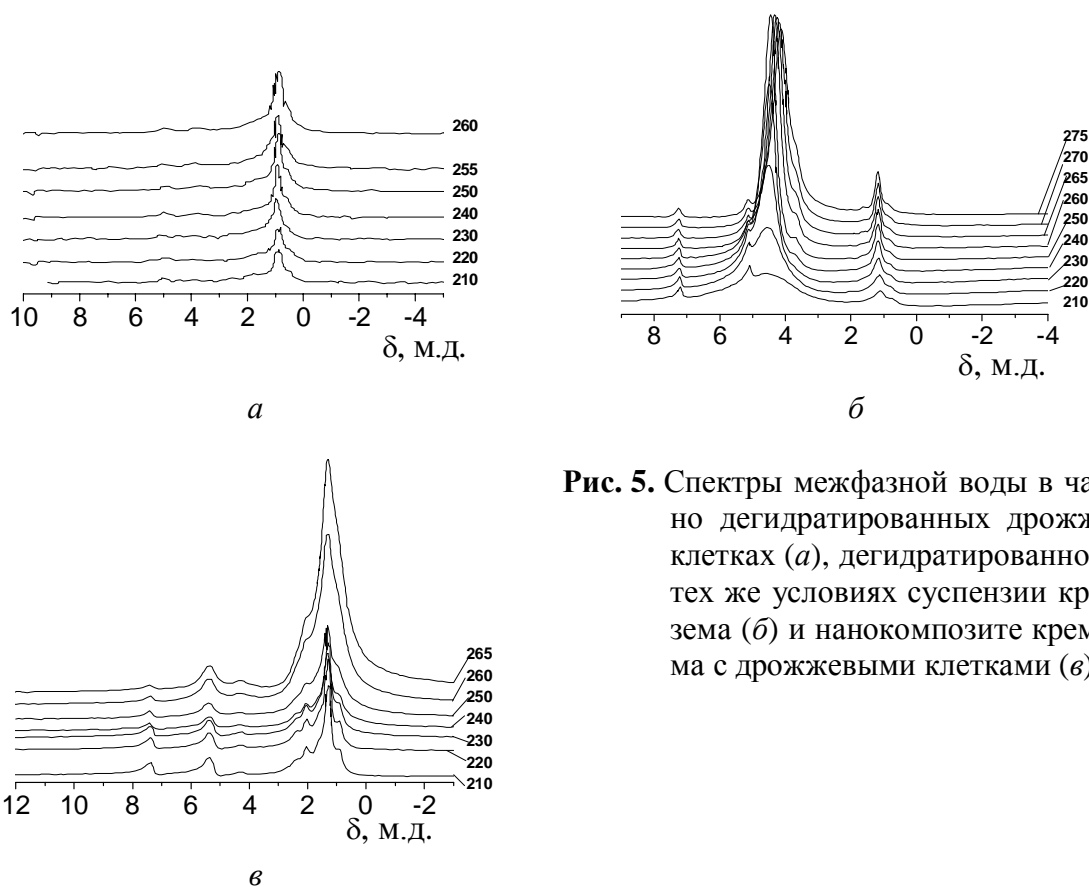 260
255
250
240
230
220
210
10 8 6 4 2 0 -2 -4
δ, м.д.
а
275
270
265
260
250
240
230
220
210
8 6 4 2 0 -2 -4
δ, м.д.
б
265
260
250
240
230
220
210
12 10 8 6 4 2 0 -2
δ, м.д.
в
Рис. 5. Спектры межфазной воды в ча
но дегидратированных дрожж
клетках (а), дегидратированно
тех же условиях суспензии кр
зема (б) и нанокомпозите крем
ма с дрожжевыми клетками (в)